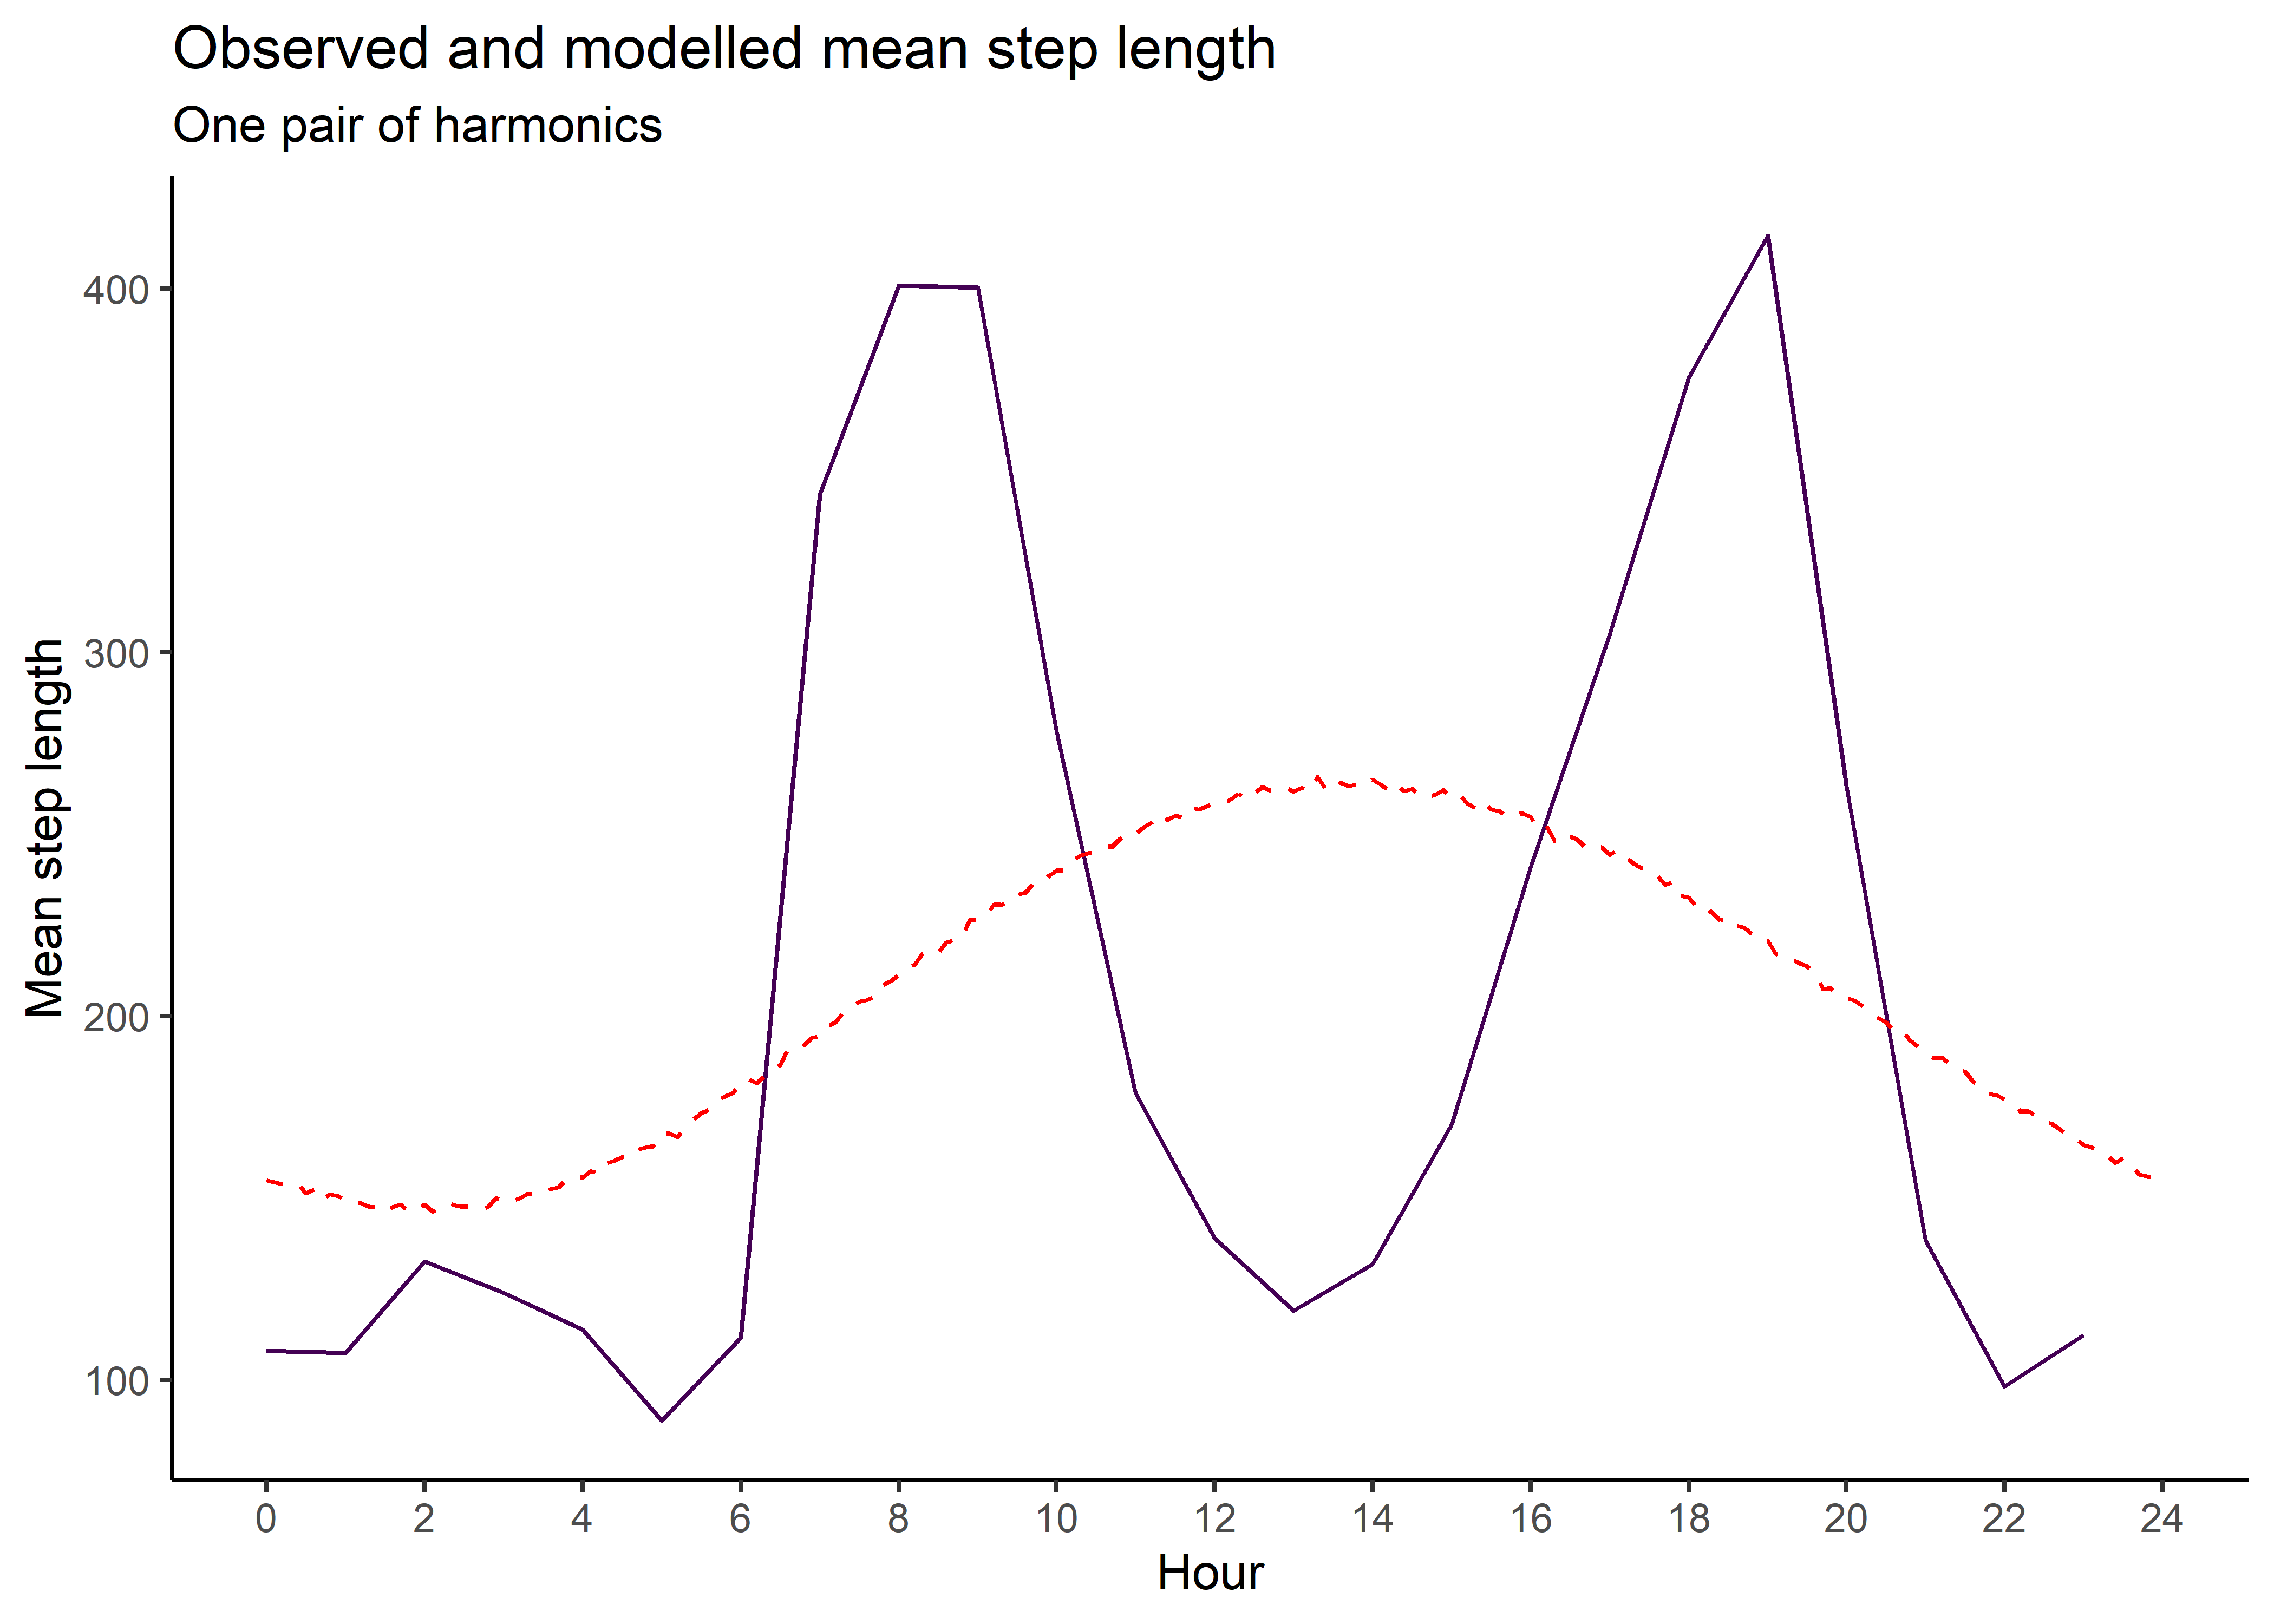 Observed and modelled mean step length
One pair of harmonics
Mean step length
400
300
200
100
0 2 4 6 8 10 12 14 16 18 20 22 24
Hour